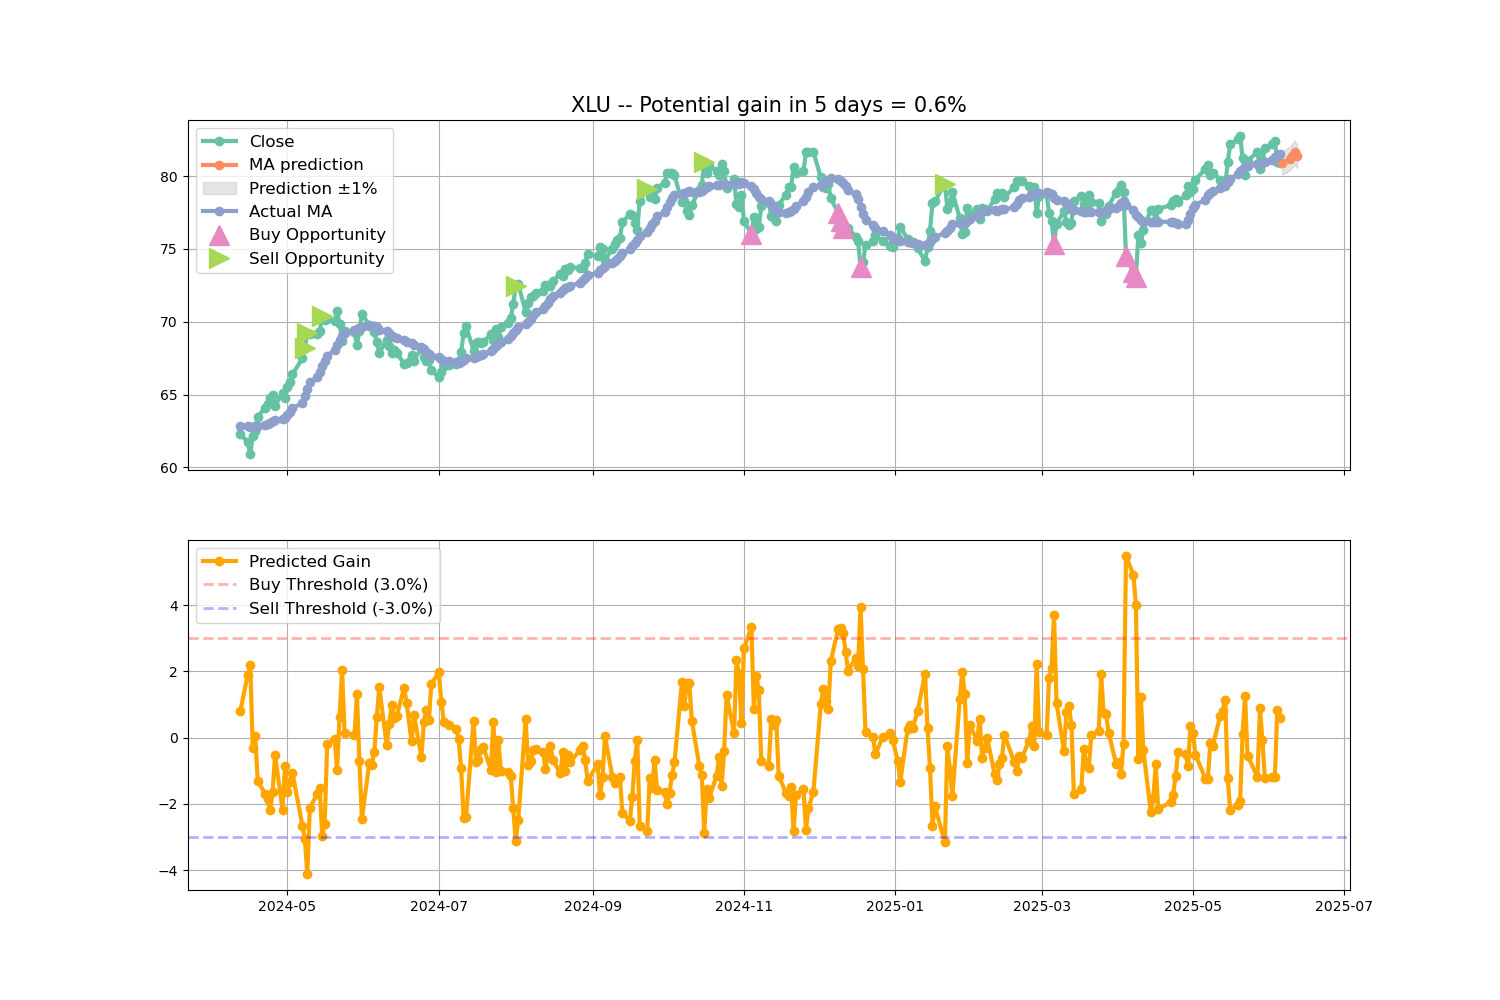 XLU -- Potential gain in 5 days = 0.6%
Close
MA prediction
Prediction ±1%
Actual MA
Buy Opportunity
Sell Opportunity
80
75
70
65
60
Predicted Gain
Buy Threshold (3.0%)
Sell Threshold (-3.0%)
4
2
0
−2
−4
2024-05 2024-07 2024-09 2024-11 2025-01 2025-03 2025-05 2025-07